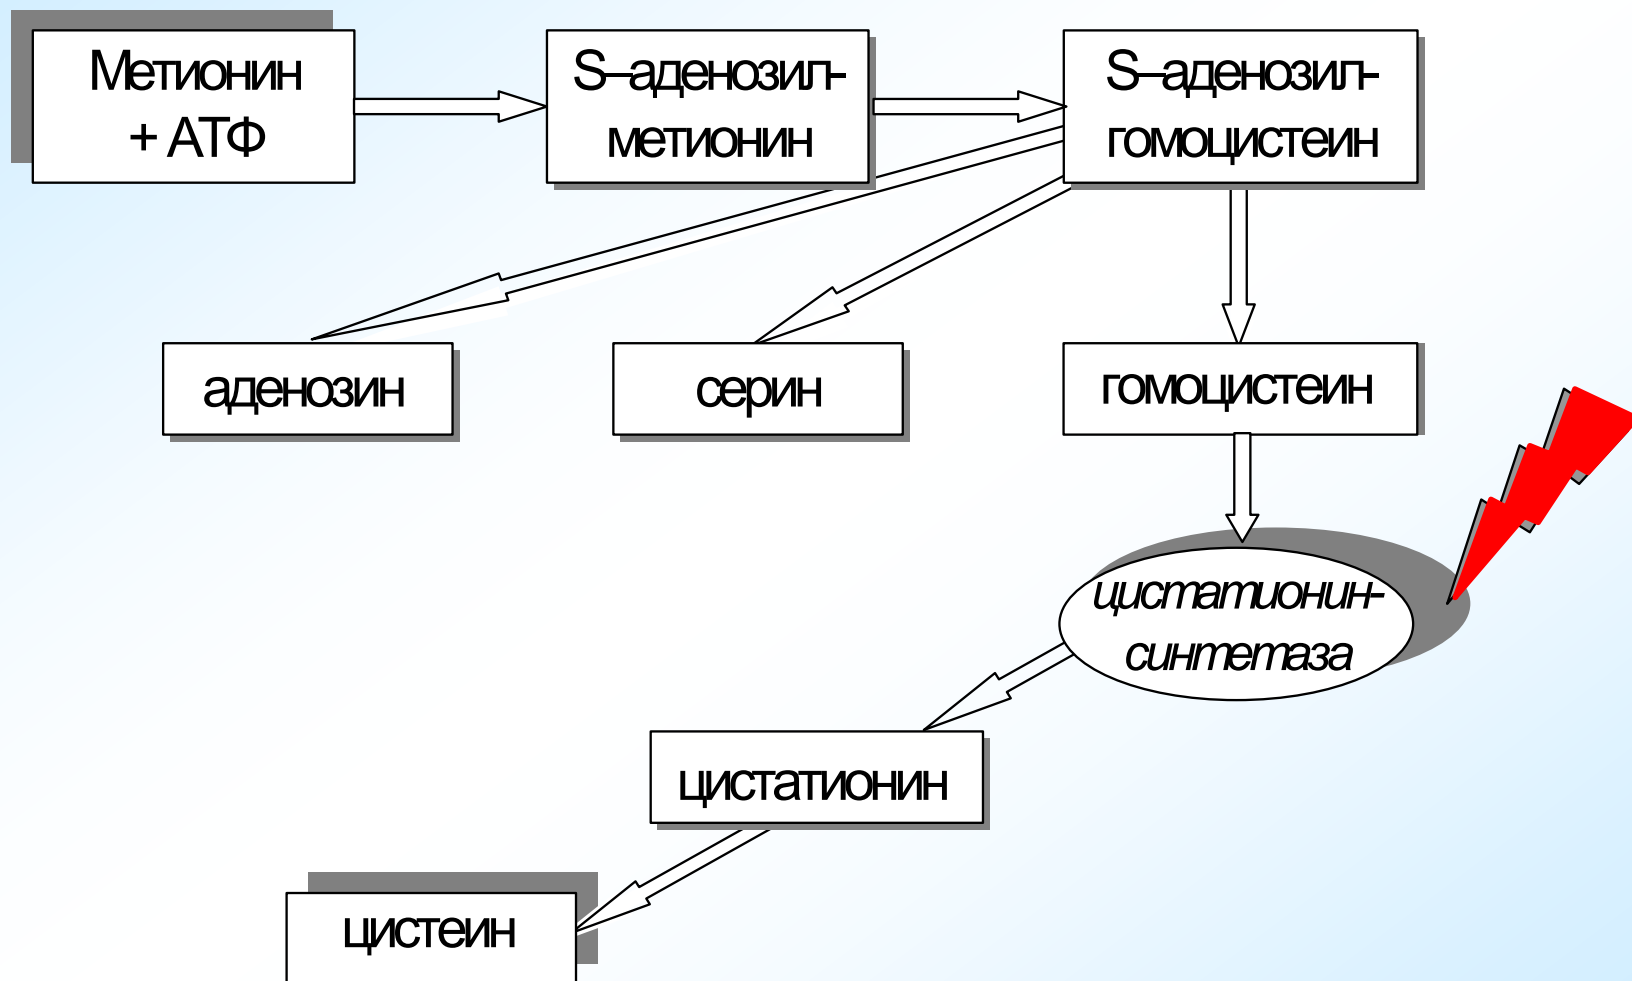 Метионин
+ АТФ
S–аденозил-
метионин
S–аденозил-
гомоцистеин
аденозин
серин
гомоцистеин
цистатионин-
синтетаза
цистатионин
цистеин